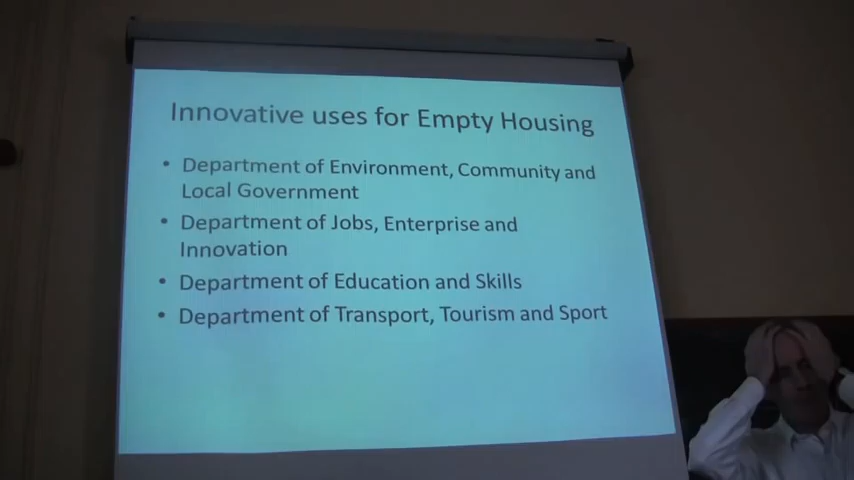 Innovative uses for Empty Housing
• Department of Environment, Community and
Local Government
• Department of Jobs, Enterprise and
Innovation
• Department of Education and Skills
• Department of Transport, Tourism and Sport